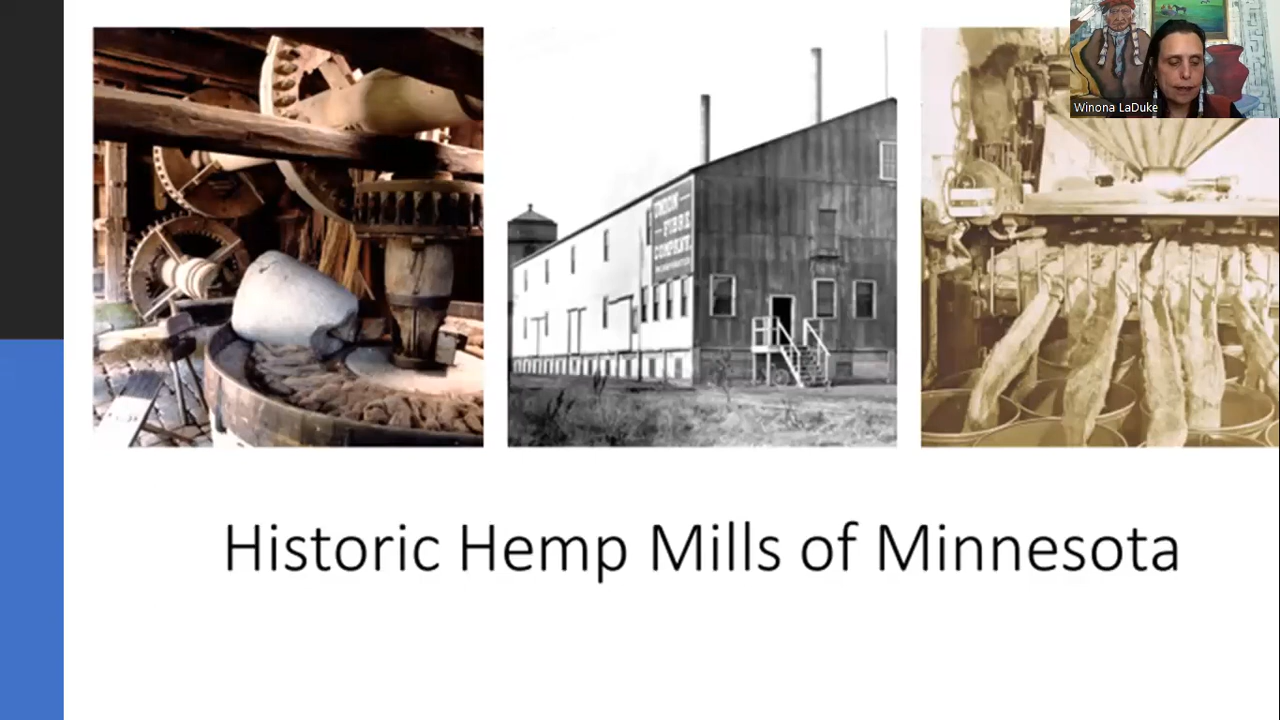 Winona LaDuke
UNION
FIBRE
COMPANY.
Historic Hemp Mills of Minnesota